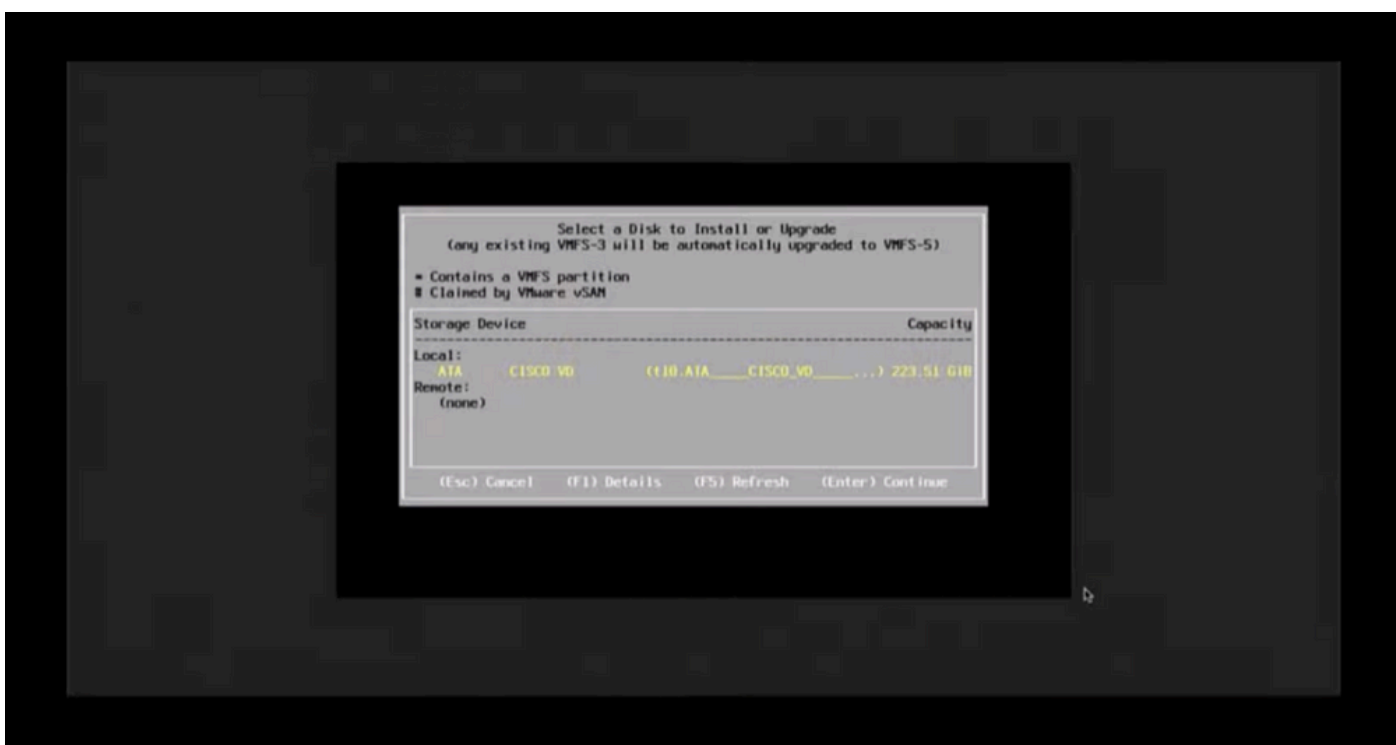 Select a Disk to Install or Upgrade
(any existing VMFS-3 will be automatically upgraded to VMFS-5)
* Contains a VMFS partition
# Claimed by VMware vSAN
Storage Device Capacity
Local:
ATA CISCO VD (t10.ATA_____CISCO_VD______...) 223.51 GiB
Remote:
(none)
(Esc) Cancel (F1) Details (F5) Refresh (Enter) Continue